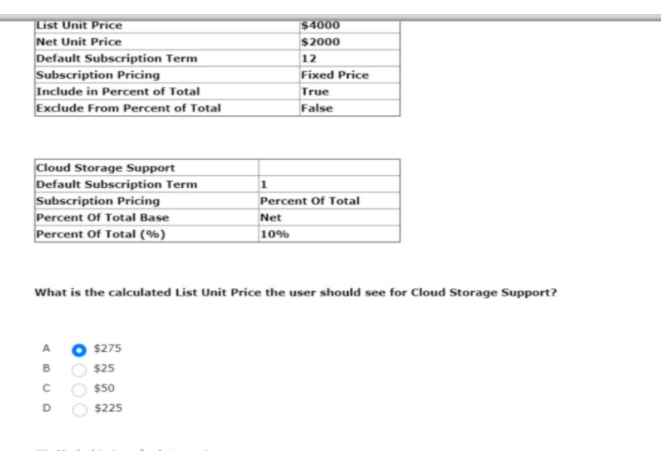 List Unit Price $4000
Net Unit Price $2000
Default Subscription Term 12
Subscription Pricing Fixed Price
Include in Percent of Total True
Exclude From Percent of Total False
Cloud Storage Support
Default Subscription Term 1
Subscription Pricing Percent Of Total
Percent Of Total Base Net
Percent Of Total (%) 10%
What is the calculated List Unit Price the user should see for Cloud Storage Support?
A $275
B $25
C $50
D $225